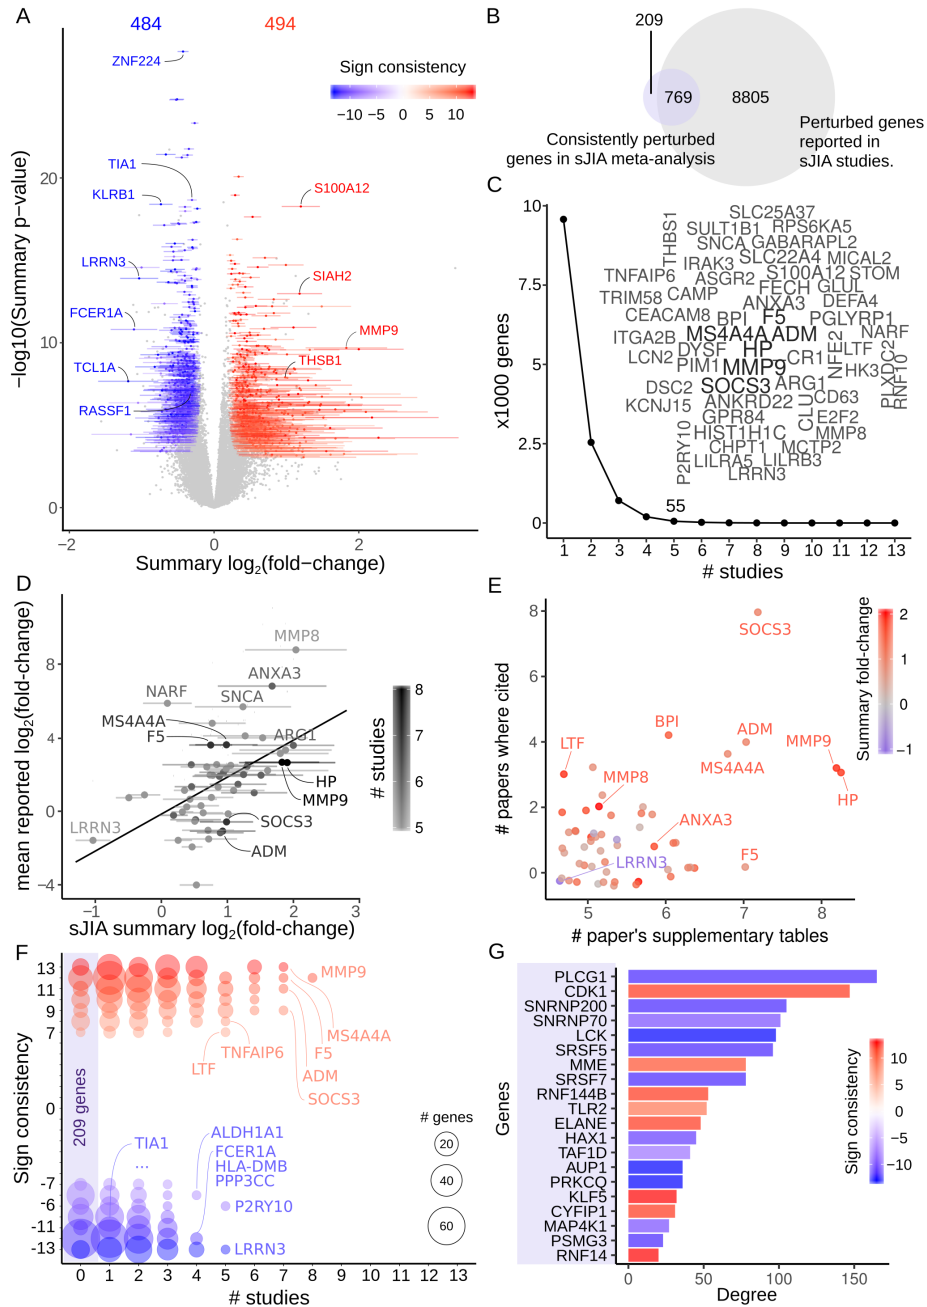 A
484
494
ZNF224
Sign consistency
−10 −5 0 5 10
TIA1
KLRB1
S100A12
LRRN3
SIAH2
FCER1A
MMP9
THSB1
TCL1A
RASSF1
20
10
0
−log10(Summary p−value)
−2 0 2
Summary log2(fold−change)
B
209
769
8805
Consistently perturbed
genes in sJIA meta-analysis
Perturbed genes
reported in
sJIA studies.
C
10
7.5
5
2.5
0
x1000 genes
SLC25A37
THBS1
SULT1B1 RPS6KA5
SNCA GABARAPL2
IRAK3 SLC22A4 MICAL2
TNFAIP6 ASGR2 S100A12 STOM
FECH GLUL
TRIM58 CAMP
ANXA3 DEFA4
CEACAM8 BPI F5 PGLYRP1
ITGA2B MS4A4A ADM NARF
LCN2 DYSF HP CR1 NFE2 LTF
PIM1 MMP9 HK3 PLXDC2 RNF10
DSC2 SOCS3 ARG1
KCNJ15 ANKRD22 CLU CD63
GPR84 E2F2
P2RY10 HIST1H1C MMP8
CHPT1 MCTP2
LILRA5 LILRB3
LRRN3
55
1 2 3 4 5 6 7 8 9 10 11 12 13
# studies
D
MMP8
ANXA3
NARF
SNCA
MS4A4A
F5
ARG1
HP
MMP9
SOCS3
LRRN3
ADM
8
4
0
−4
mean reported log2(fold−change)
# studies
8
7
6
5
−1 0 1 2 3
sJIA summary log2(fold−change)
E
SOCS3
BPI
ADM
LTF
MS4A4A
MMP9
MMP8
HP
ANXA3
LRRN3
F5
8
6
4
2
0
# papers where cited
5 6 7 8
# paper's supplementary tables
Summary fold-change
2
1
0
−1
F
13
11
9
7
0
-7
-6
-11
-13
Sign consistency
209 genes
MMP9
MS4A4A
TNFAIP6
F5
LTF
ADM
SOCS3
TIA1
...
ALDH1A1
FCER1A
HLA-DMB
PPP3CC
P2RY10
LRRN3
# genes
20
40
60
0 1 2 3 4 5 6 7 8 9 10 11 12 13
# studies
G
PLCG1
CDK1
SNRNP200
SNRNP70
LCK
SRSF5
MME
SRSF7
RNF144B
TLR2
ELANE
HAX1
TAF1D
AUP1
PRKCQ
KLF5
CYFIP1
MAP4K1
PSMG3
RNF14
Genes
Sign consistency
10
5
0
−5
−10
0 50 100 150
Degree